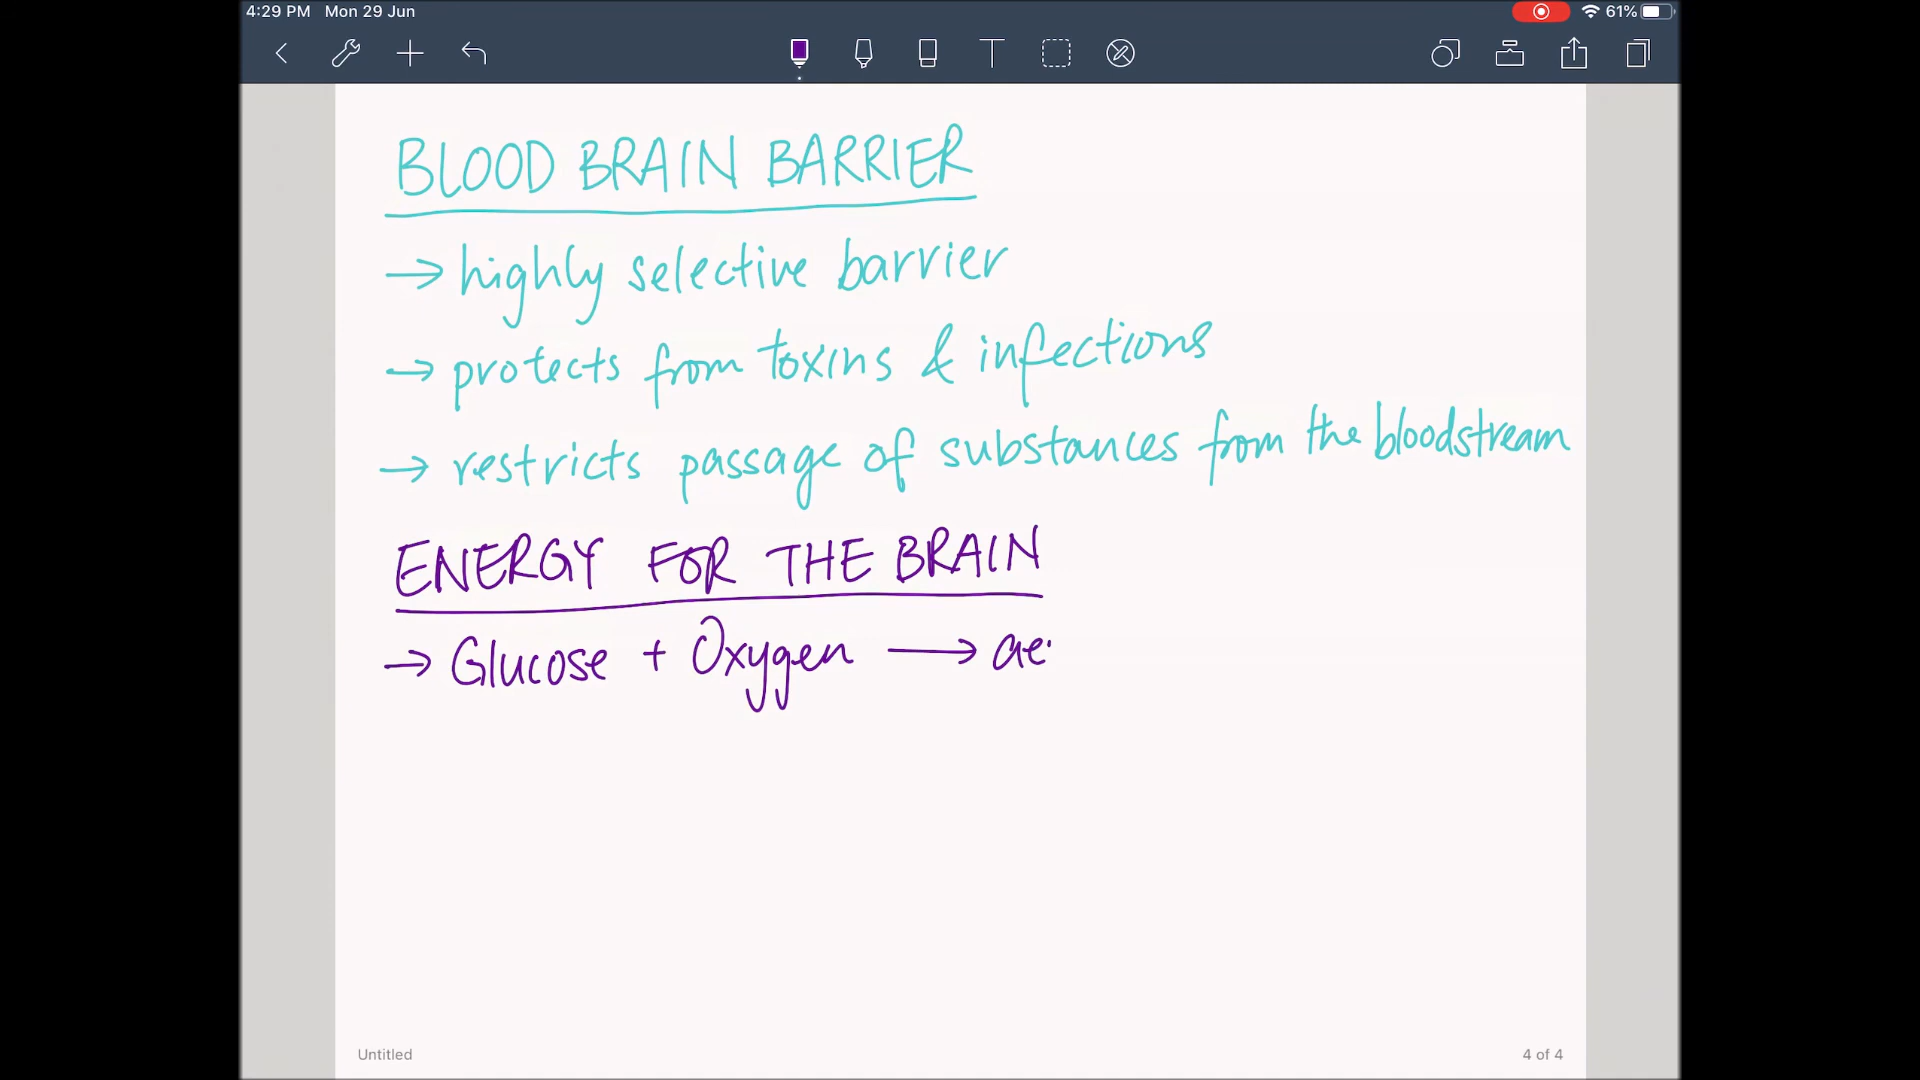 4:29 PM Mon 29 Jun 61%
BLOOD BRAIN BARRIER
→ highly selective barrier
→ protects from toxins & infections
→ restricts passage of substances from the bloodstream
ENERGY FOR THE BRAIN
→ Glucose + Oxygen → ae
Untitled 4 of 4